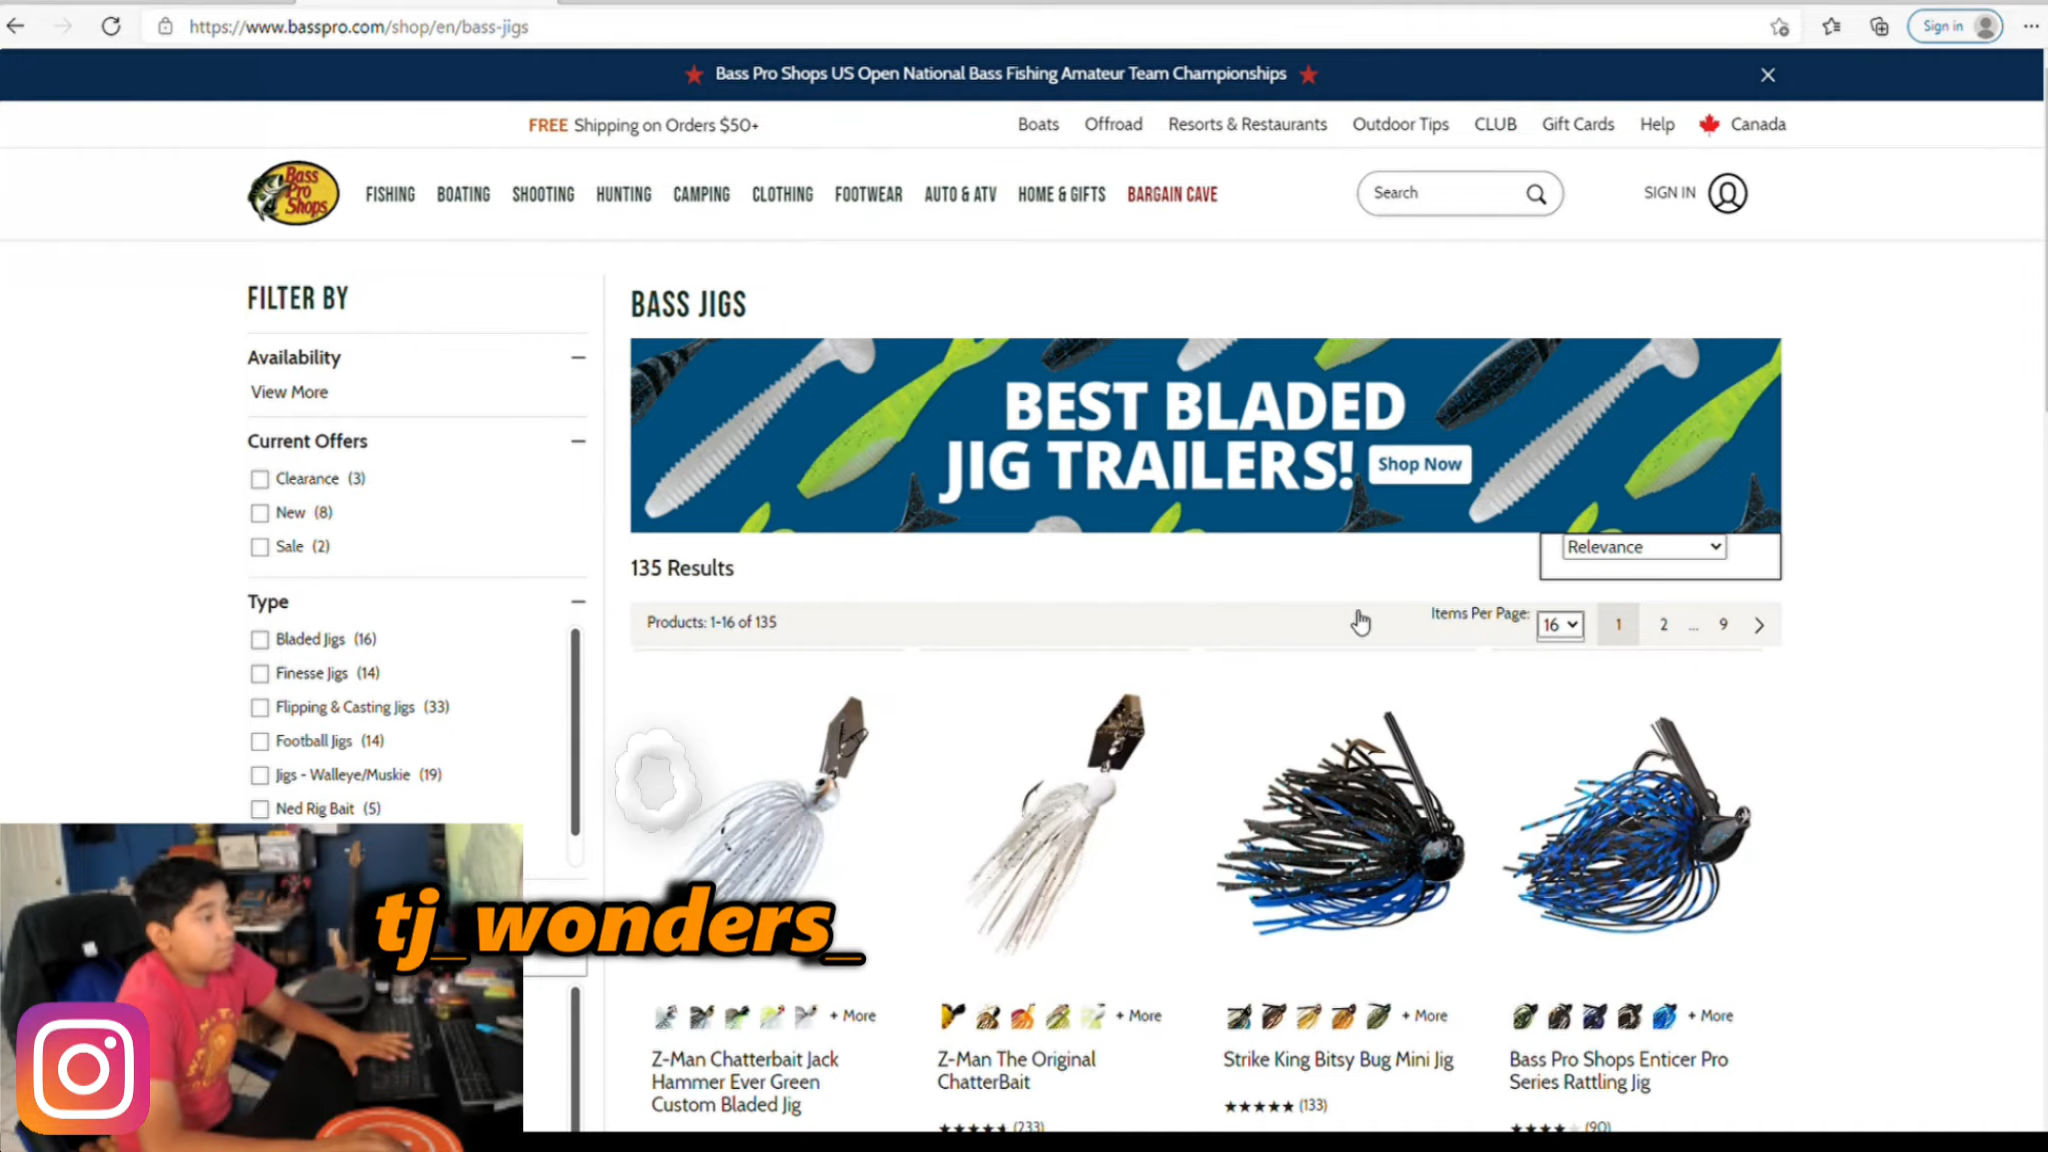 https://www.basspro.com/shop/en/bass-jigs
Sign in
Bass Pro Shops US Open National Bass Fishing Amateur Team Championships
FREE Shipping on Orders $50+
Boats
Offroad
Resorts & Restaurants
Outdoor Tips
CLUB
Gift Cards
Help
Canada
Bass
Pro
Shops
FISHING
BOATING
SHOOTING
HUNTING
CAMPING
CLOTHING
FOOTWEAR
AUTO & ATV
HOME & GIFTS
BARGAIN CAVE
Search
SIGN IN
FILTER BY
Availability
View More
Current Offers
Clearance (3)
New (8)
Sale (2)
Type
Bladed Jigs (16)
Finesse Jigs (14)
Flipping & Casting Jigs (33)
Football Jigs (14)
Jigs - Walleye/Muskie (19)
Ned Rig Bait (5)
BASS JIGS
BEST BLADED
JIG TRAILERS!
Shop Now
135 Results
Relevance
Products: 1-16 of 135
Items Per Page:
16
1
2
...
9
tj_wonders_
+ More
+ More
+ More
+ More
Z-Man Chatterbait Jack
Hammer Ever Green
Custom Bladed Jig
Z-Man The Original
ChatterBait
(233)
Strike King Bitsy Bug Mini Jig
(133)
Bass Pro Shops Enticer Pro
Series Rattling Jig
(90)